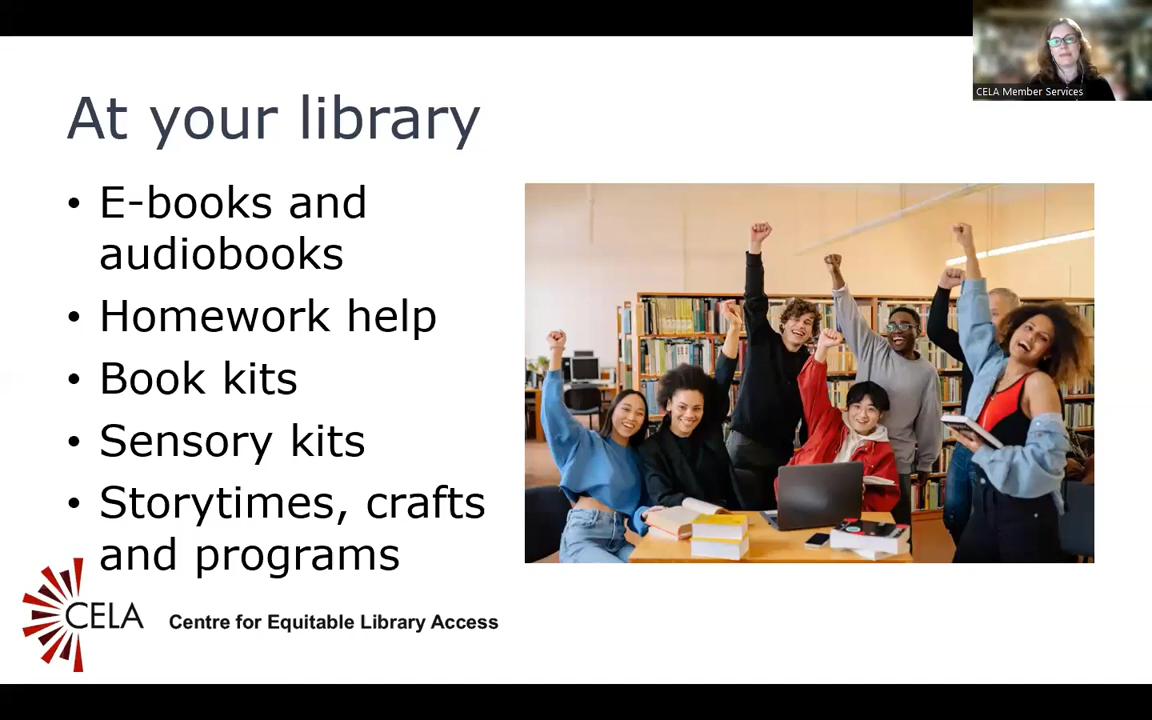 CELA Member Services
At your library
• E-books and
audiobooks
• Homework help
• Book kits
• Sensory kits
• Storytimes, crafts
and programs
CELA
Centre for Equitable Library Access